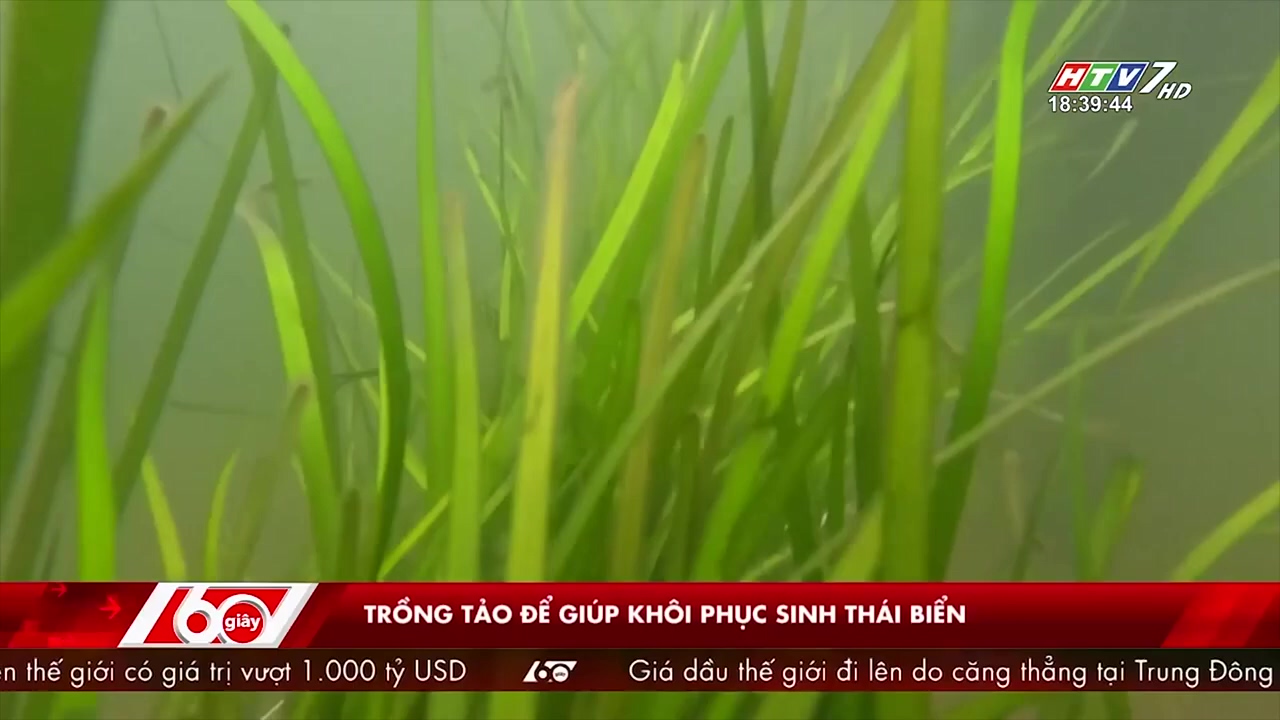 HTV7 HD
18:39:44
60 giây
TRỒNG TẢO ĐỂ GIÚP KHÔI PHỤC SINH THÁI BIỂN
thế giới có giá trị vượt 1.000 tỷ USD 60 giây Giá dầu thế giới đi lên do căng thẳng tại Trung Đông